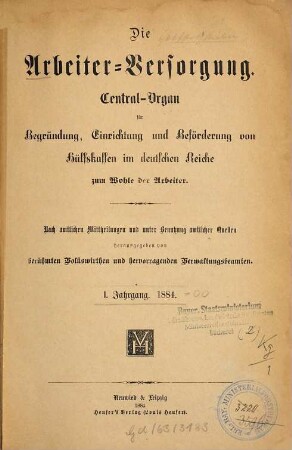 Die
Arbeiter=Versorgung.
Central-Organ
für
Begründung, Einrichtung und Beförderung von
Hülfskassen im deutschen Reiche
zum Wohle der Arbeiter.
Nach amtlichen Mittheilungen und unter Benutzung amtlicher Quellen
herausgegeben von
berühmten Volkswirthen und hervorragenden Verwaltungsbeamten.
I. Jahrgang. 1884.
Neuwied & Leipzig
1884
Heuser's Verlag (Louis Heuser).